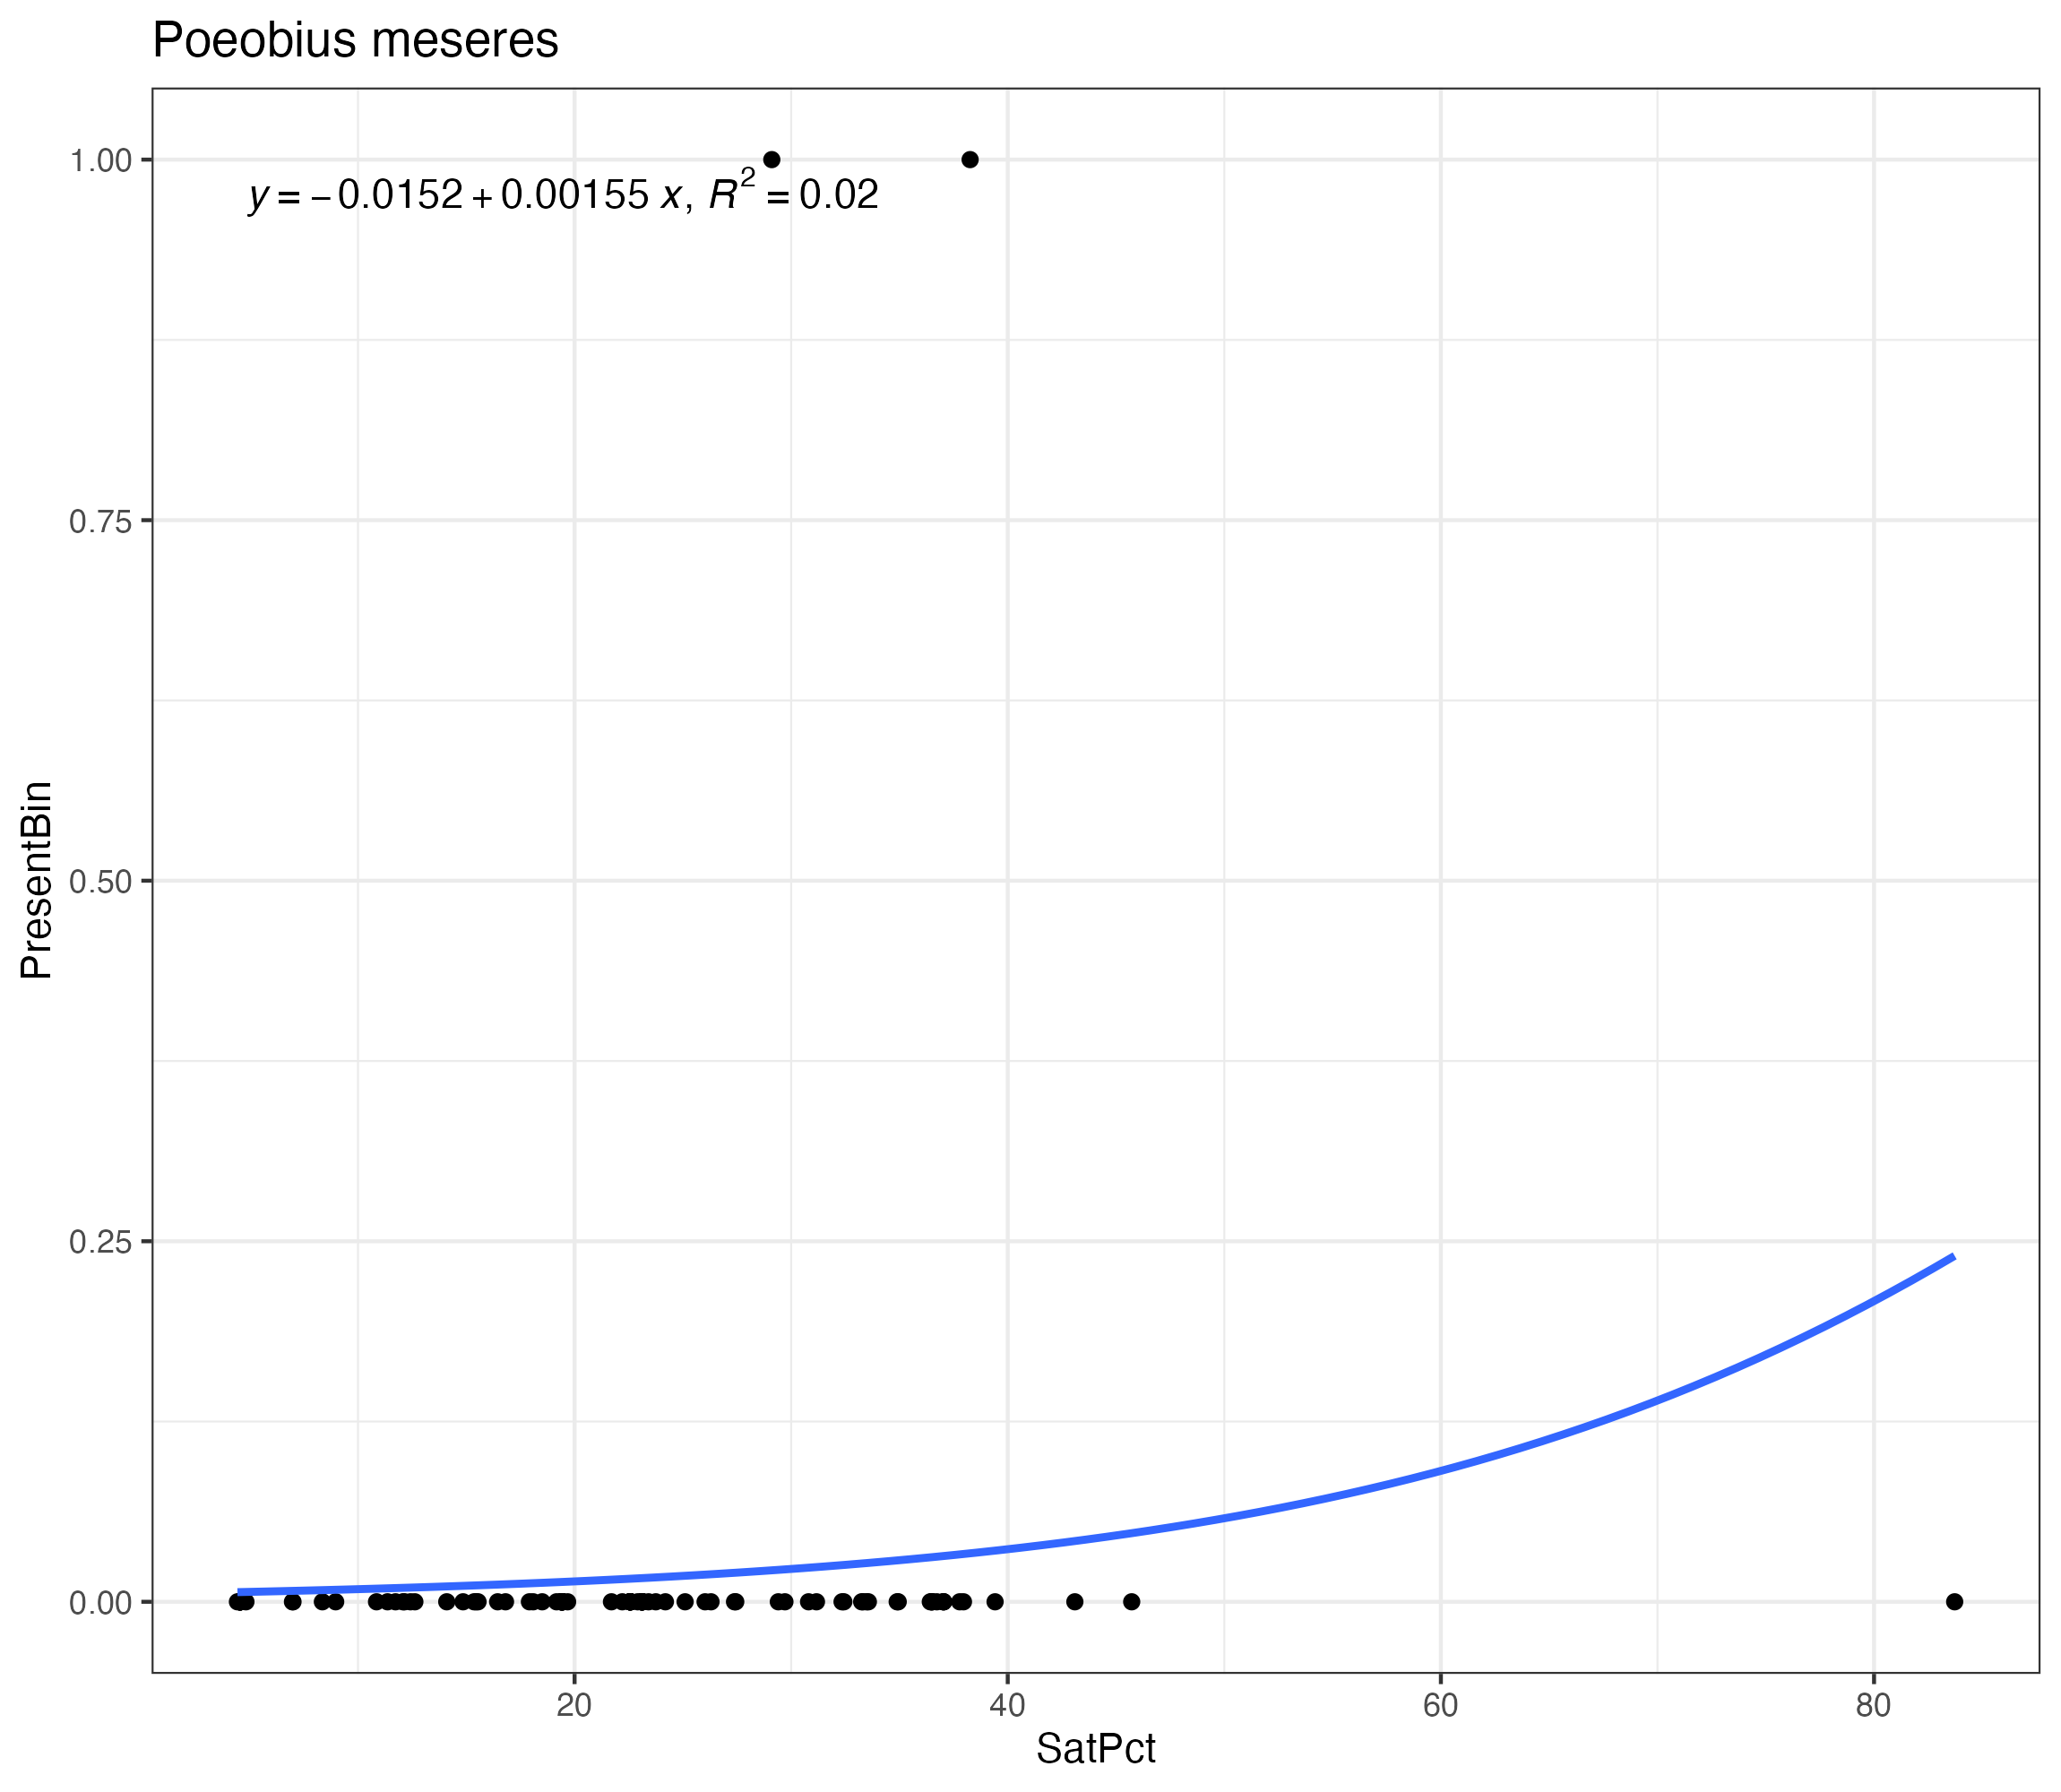 Poeobius meseres
1.00
y = −0.0152 + 0.00155 x, R² = 0.02
0.75
0.50
0.25
0.00
PresentBin
20 40 60 80
SatPct